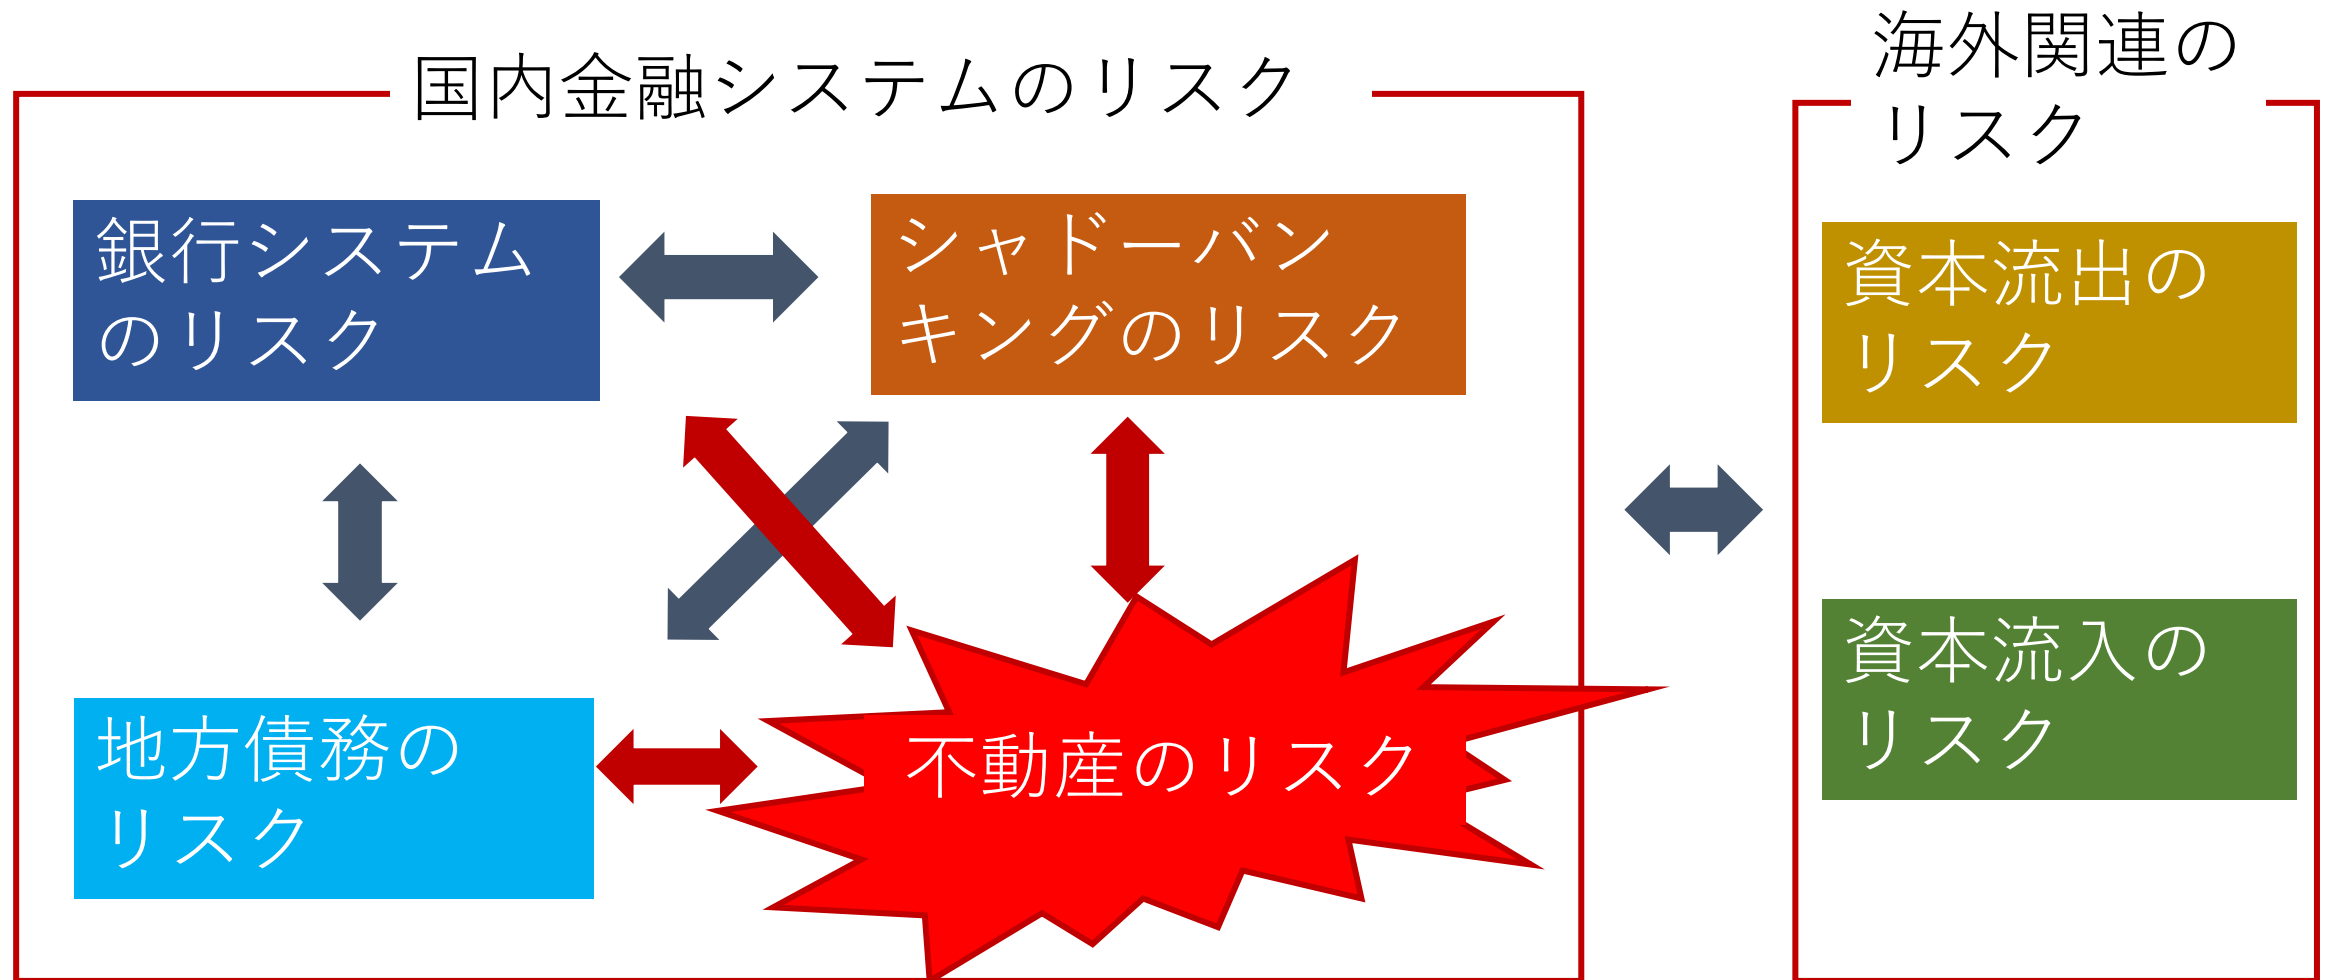 国内金融システムのリスク
海外関連の
リスク
銀行システム
のリスク
シャドーバン
キングのリスク
資本流出の
リスク
資本流入の
リスク
地方債務の
リスク
不動産のリスク